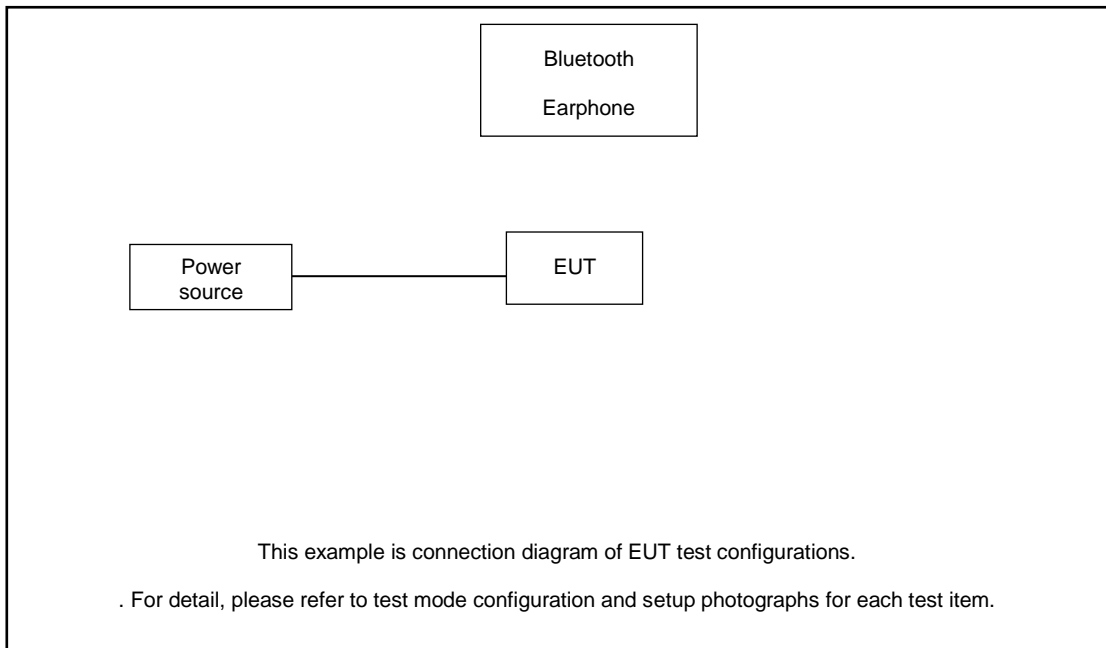 Bluetooth
Earphone
Power
source
EUT
This example is connection diagram of EUT test configurations.
. For detail, please refer to test mode configuration and setup photographs for each test item.